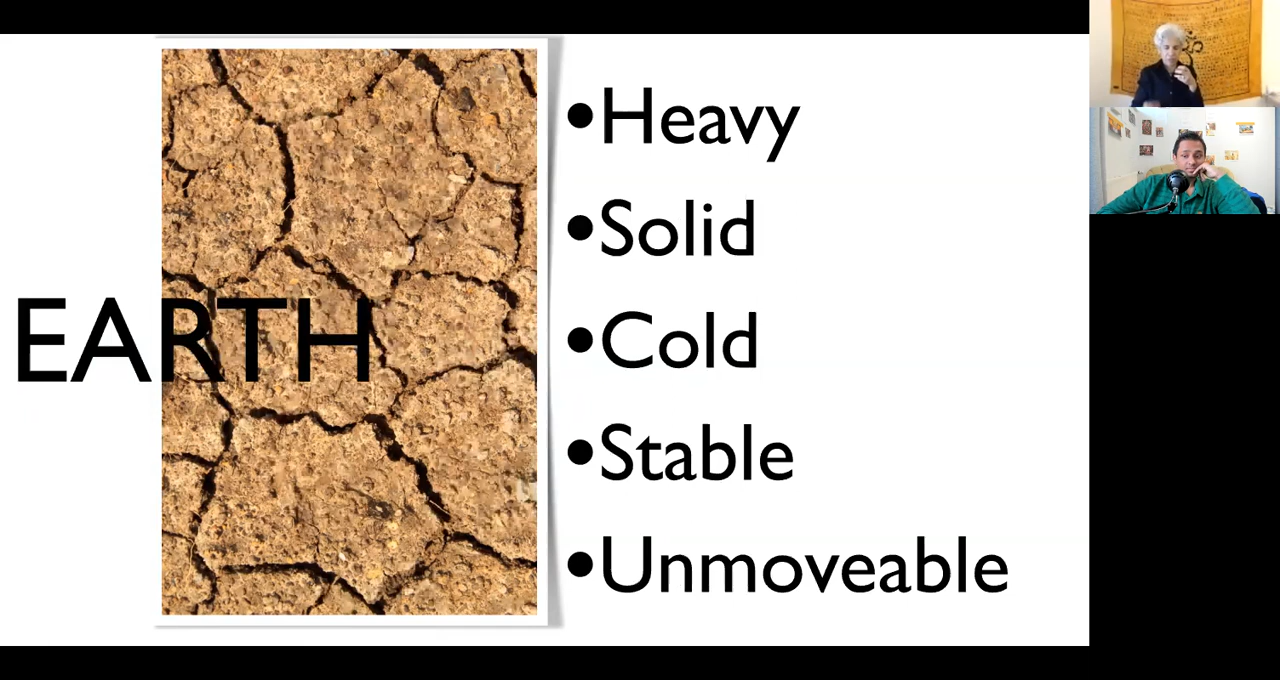 EARTH
•Heavy
•Solid
•Cold
•Stable
•Unmoveable